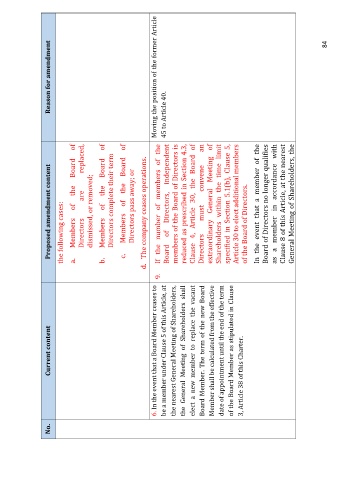 No.
Current content
Proposed amendment content
Reason for amendment
the following cases:
a. Members of the Board of
Directors are replaced,
dismissed, or removed;
b. Members of the Board of
Directors complete their term
c. Members of the Board of
Directors pass away; or
d. The company ceases operations.
6. In the event that a Board Member ceases to
be a member under Clause 5 of this Article, at
the nearest General Meeting of Shareholders,
the General Meeting of Shareholders shall
elect a new member to replace the vacant
Board Member. The term of the new Board
Member shall be calculated from the effective
date of appointment until the end of the term
of the Board Member as stipulated in Clause
3, Article 38 of this Charter.
9. If the number of members of the
Board of Directors, Independent
members of the Board of Directors is
reduced as prescribed in Section 4.3,
Clause 4, Article 30, the Board of
Directors must convene an
extraordinary General Meeting of
Shareholders within the time limit
specified in Section 5.1(b), Clause 5,
Article 30 to elect additional members
of the Board of Directors.
In the event that a member of the
Board of Directors no longer qualifies
as a member in accordance with
Clause 8 of this Article, at the nearest
General Meeting of Shareholders, the
Moving the position of the former Article
45 to Article 40.
84